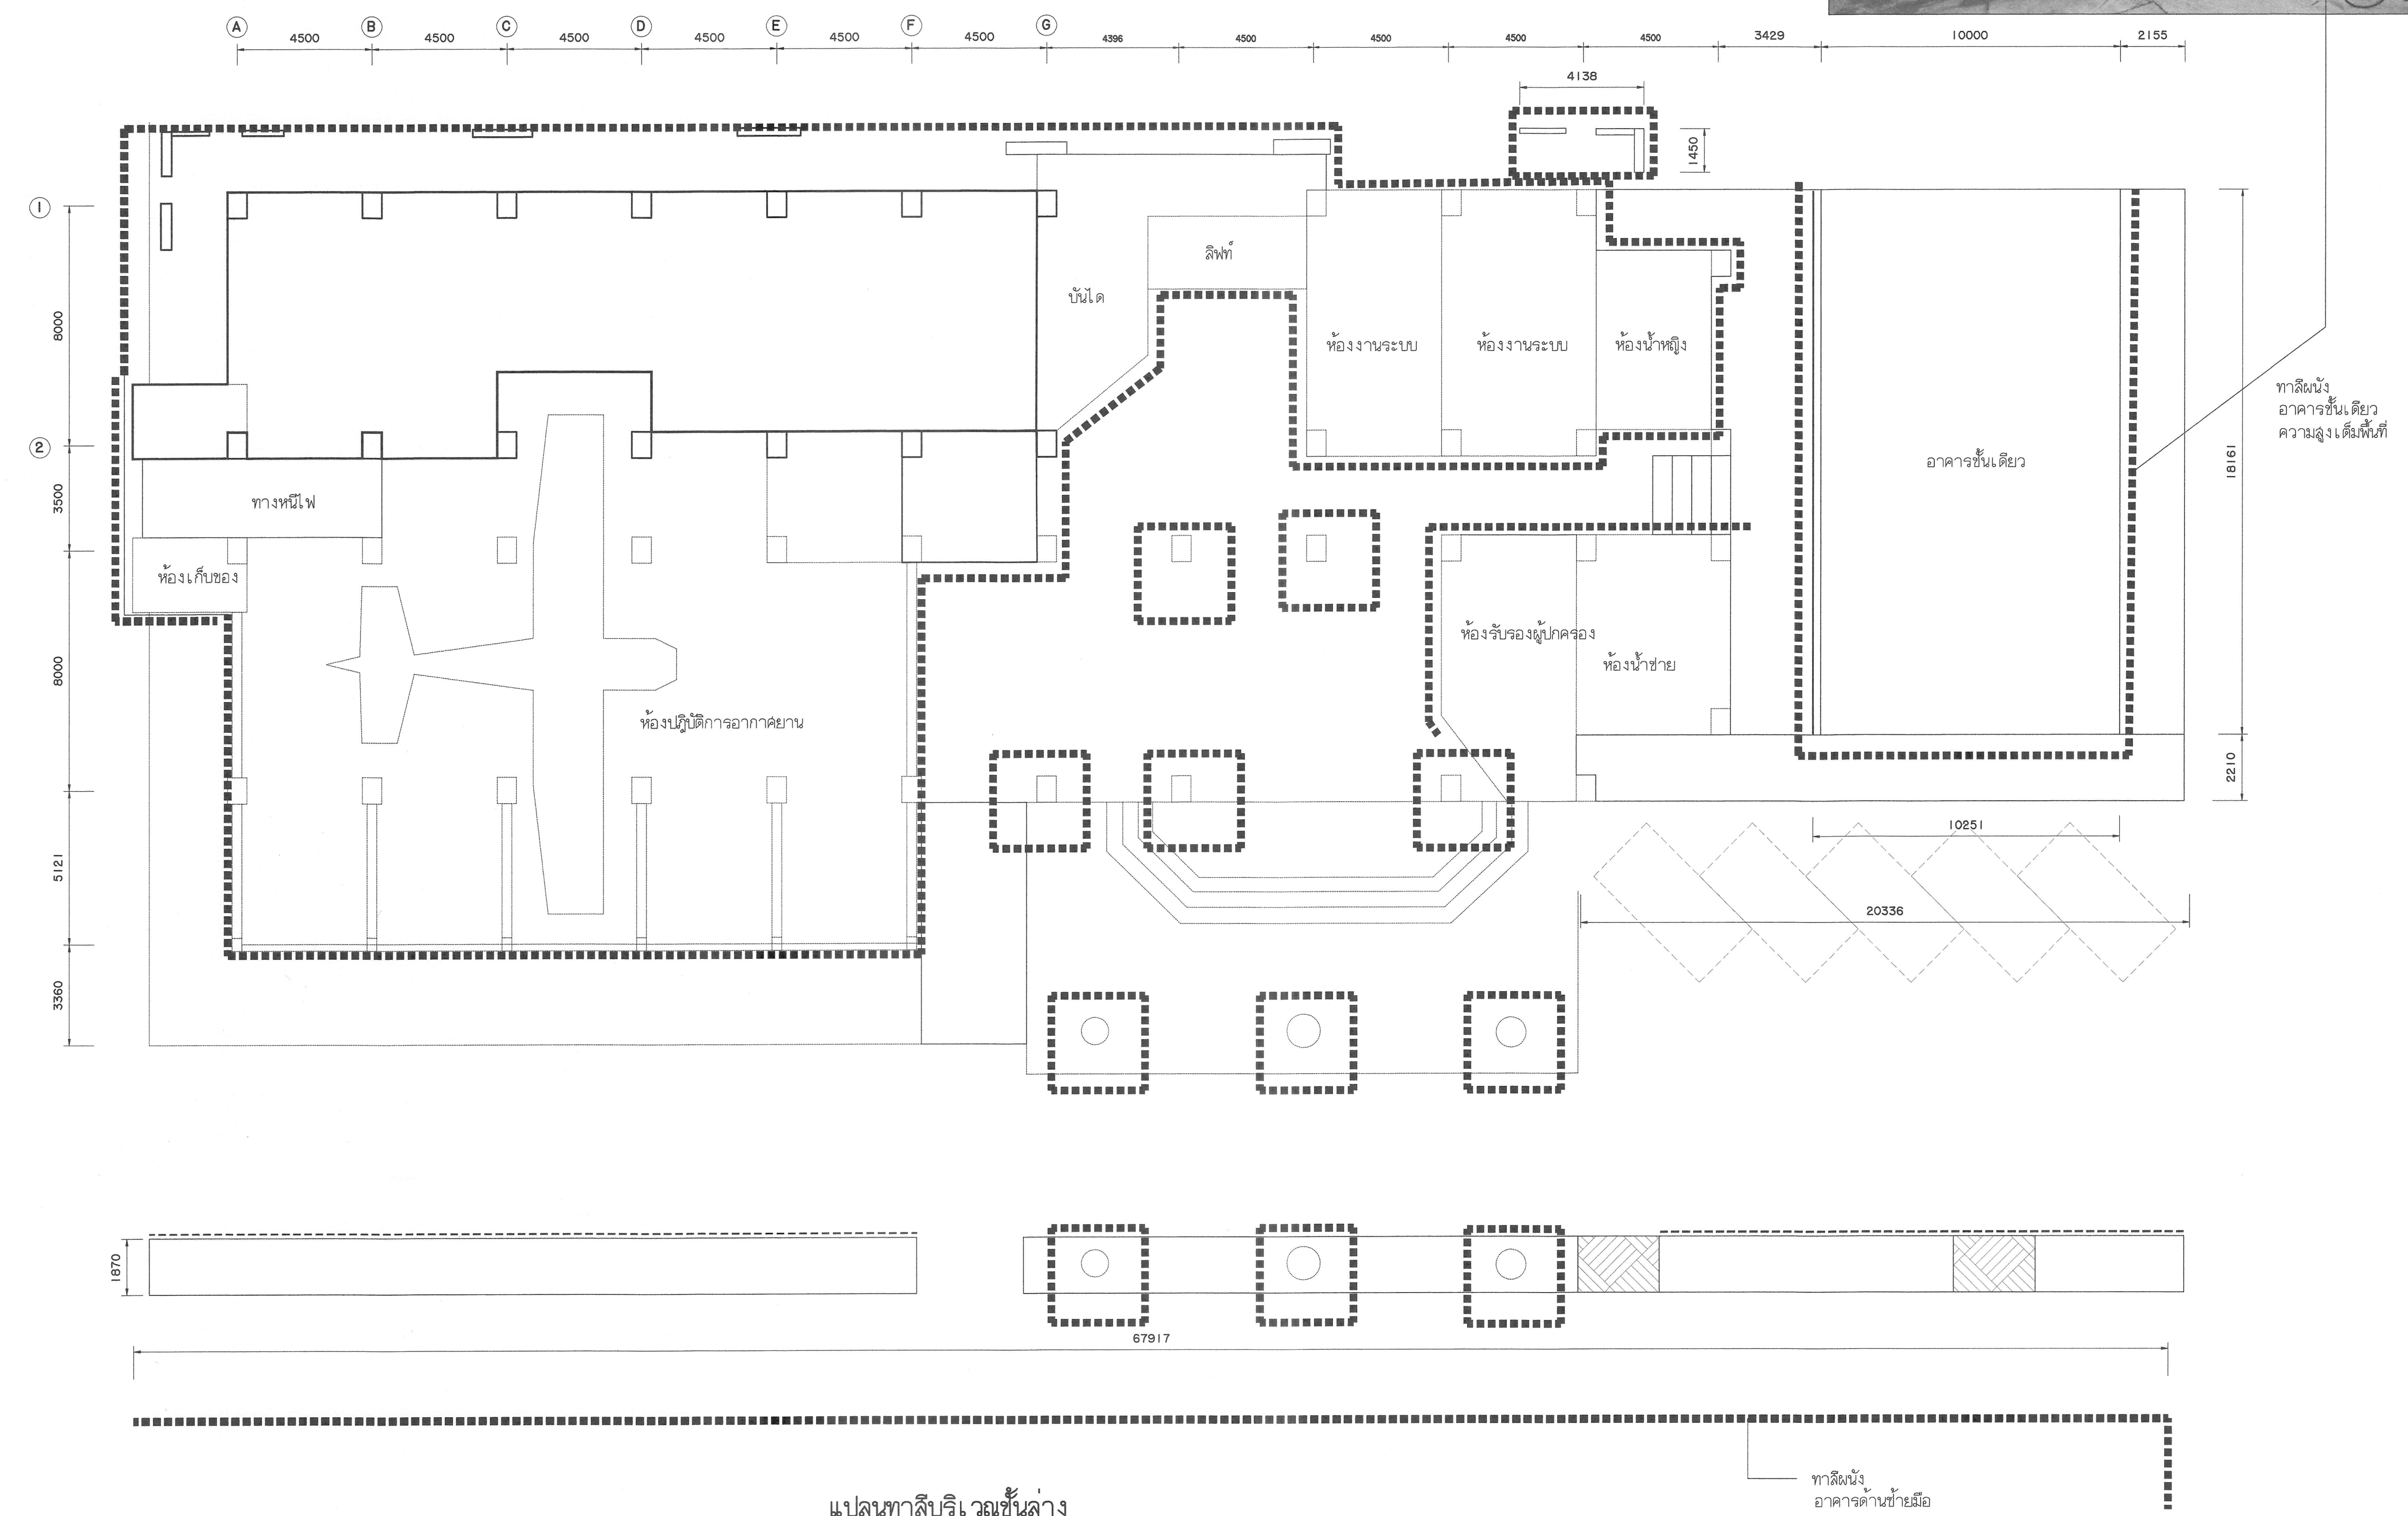 A B C D E F G
4500 4500 4500 4500 4500 4500 4396 4500 4500 4500 4500 3429 10000 2155
4138
1450
1
ลิฟท์
บันได
8000
ห้องงานระบบ ห้องงานระบบ ห้องน้ำหญิง
ทาสีผนัง
อาคารชั้นเดียว
ความสูงเต็มพื้นที่
2
อาคารชั้นเดียว
18161
3500
ทางหนีไฟ
ห้องเก็บของ
8000
ห้องรับรองผู้ปกครอง
ห้องน้ำชาย
ห้องปฎิบัติการอากาศยาน
2210
10251
5121
20336
3360
1870
67917
ทาสีผนัง
อาคารด้านซ้ายมือ
แปลนทาสีบริเวณชั้นล่าง